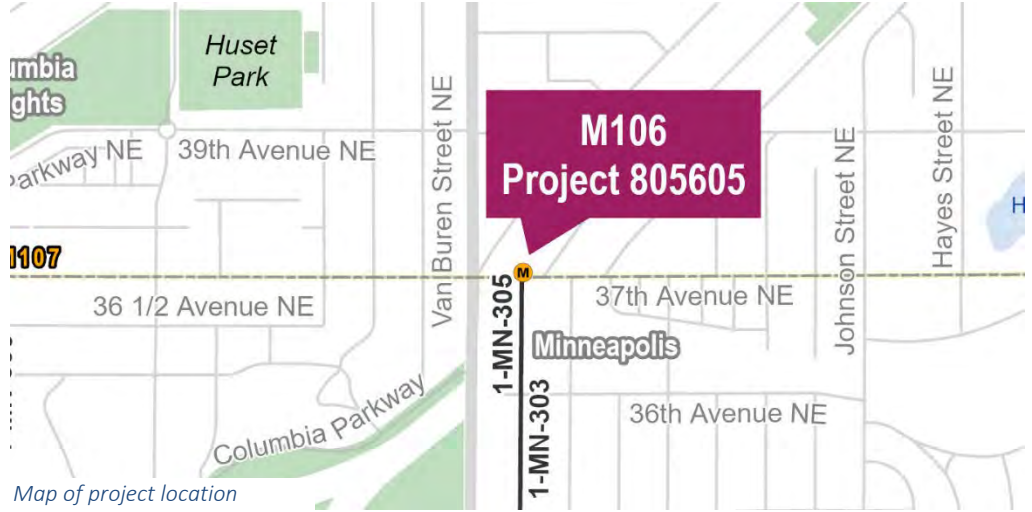 Huset
Park
umbia
ghts
Parkway NE
39th Avenue NE
Van Buren Street NE
M106
Project 805605
Johnson Street NE
Hayes Street NE
H
1107
M
36 1/2 Avenue NE
1-MN-305
37th Avenue NE
Minneapolis
Columbia Parkway
1-MN-303
36th Avenue NE
Map of project location